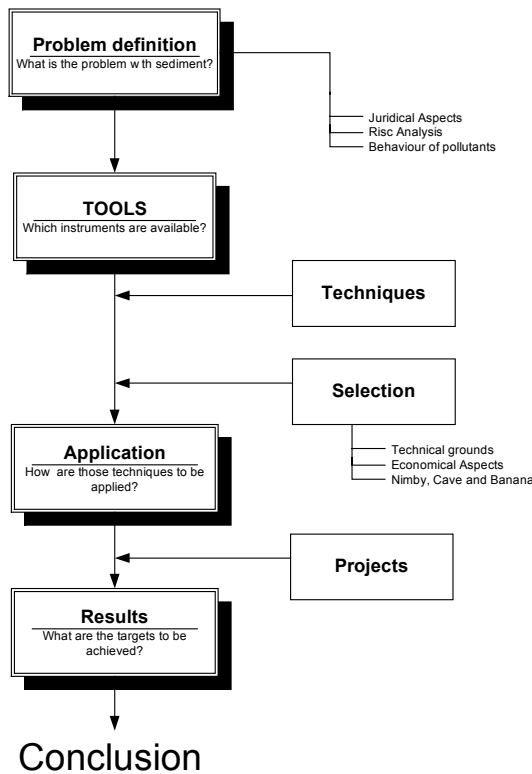 Problem definition
What is the problem with sediment?
Juridical Aspects
Risc Analysis
Behaviour of pollutants
TOOLS
Which instruments are available?
Techniques
Selection
Technical grounds
Economical Aspects
Nimby, Cave and Banana
Application
How are those techniques to be
applied?
Projects
Results
What are the targets to be
achieved?
Conclusion